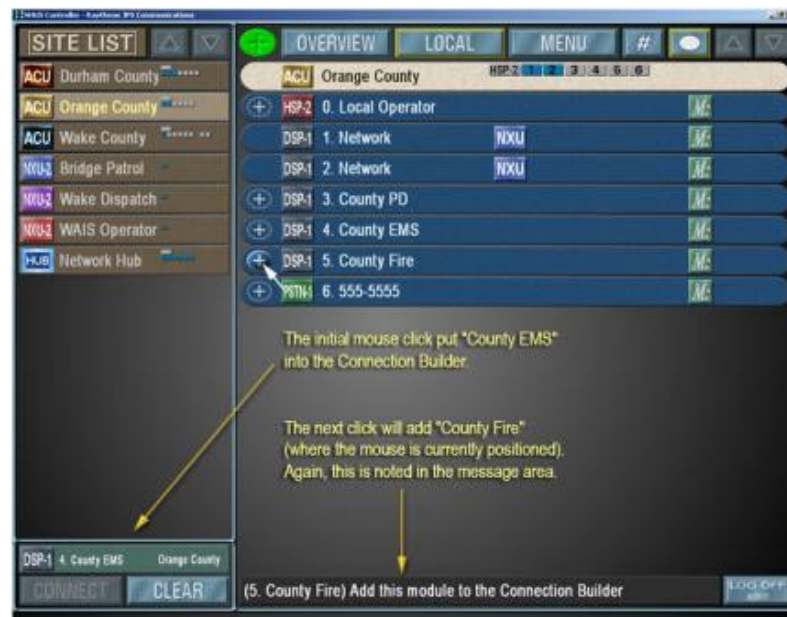 WAIS Controller - Raytheon JPS Communications
SITE LIST
OVERVIEW LOCAL MENU #
ACU Durham County
ACU Orange County
ACU Wake County
NXU-2 Bridge Patrol
NXU-2 Wake Dispatch
NXU-2 WAIS Operator
HUB Network Hub
ACU Orange County HSP-2 1 2 3 4 5 6
HSP-2 0. Local Operator M:
DSP-1 1. Network NXU M:
DSP-1 2. Network NXU M:
DSP-1 3. County PD M:
DSP-1 4. County EMS M:
DSP-1 5. County Fire M:
PSTN-1 6. 555-5555 M:
The initial mouse click put "County EMS"
into the Connection Builder.
The next click will add "County Fire"
(where the mouse is currently positioned).
Again, this is noted in the message area.
DSP-1 4. County EMS Orange County
CONNECT CLEAR
(5. County Fire) Add this module to the Connection Builder
LOG OFF